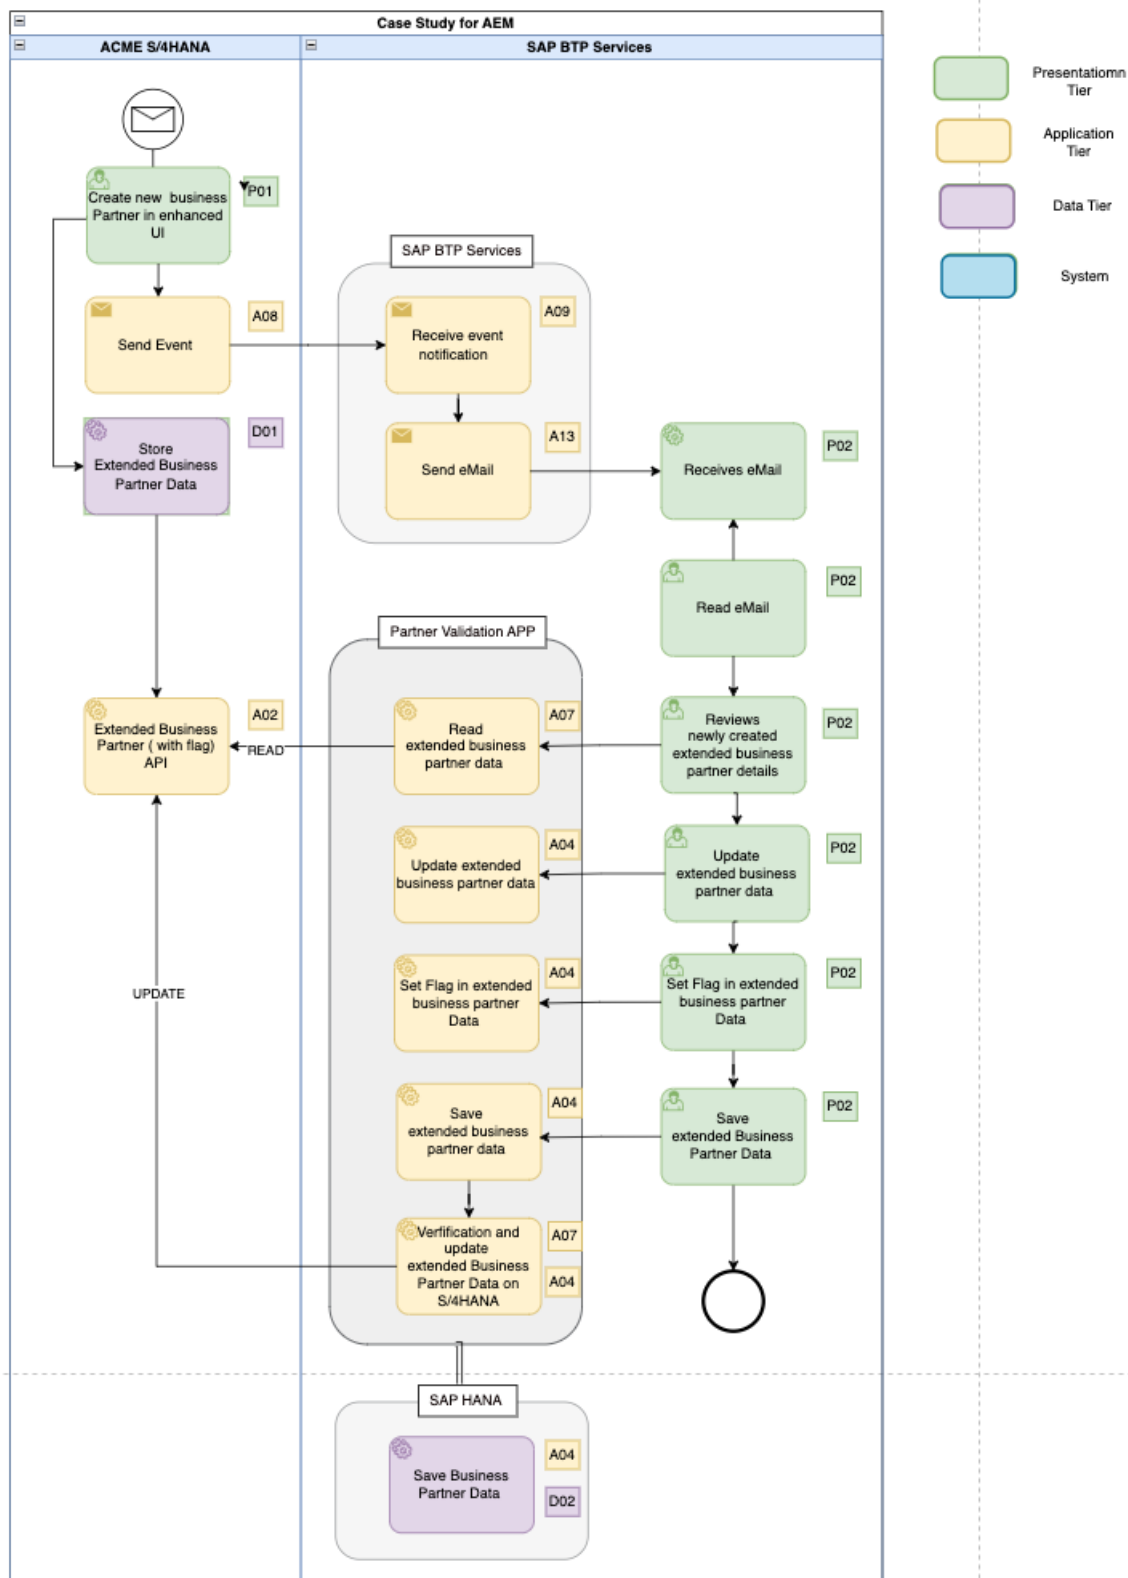 Case Study for AEM
ACME S/4HANA
SAP BTP Services
Presentatiomn
Tier
Application
Tier
Data Tier
System
Create new business
Partner in enhanced
UI
P01
Send Event
A08
SAP BTP Services
Receive event
notification
A09
Send eMail
A13
Store
Extended Business
Partner Data
D01
Receives eMail
P02
Read eMail
P02
Partner Validation APP
Extended Business
Partner ( with flag)
API
A02
READ
Read
extended business
partner data
A07
Reviews
newly created
extended business
partner details
P02
Update extended
business partner data
A04
Update
extended business
partner data
P02
UPDATE
Set Flag in extended
business partner
Data
A04
Set Flag in extended
business partner
Data
P02
Save
extended business
partner data
A04
Save
extended Business
Partner Data
P02
Verfification and
update
extended Business
Partner Data on
S/4HANA
A07
A04
SAP HANA
Save Business
Partner Data
A04
D02